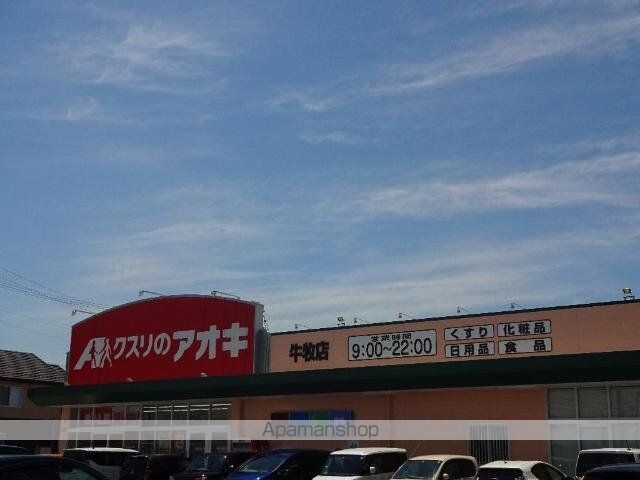 クスリのアオキ
牛牧店
営業時間
9:00~22:00
くすり 化粧品
日用品 食品
Apamanshop